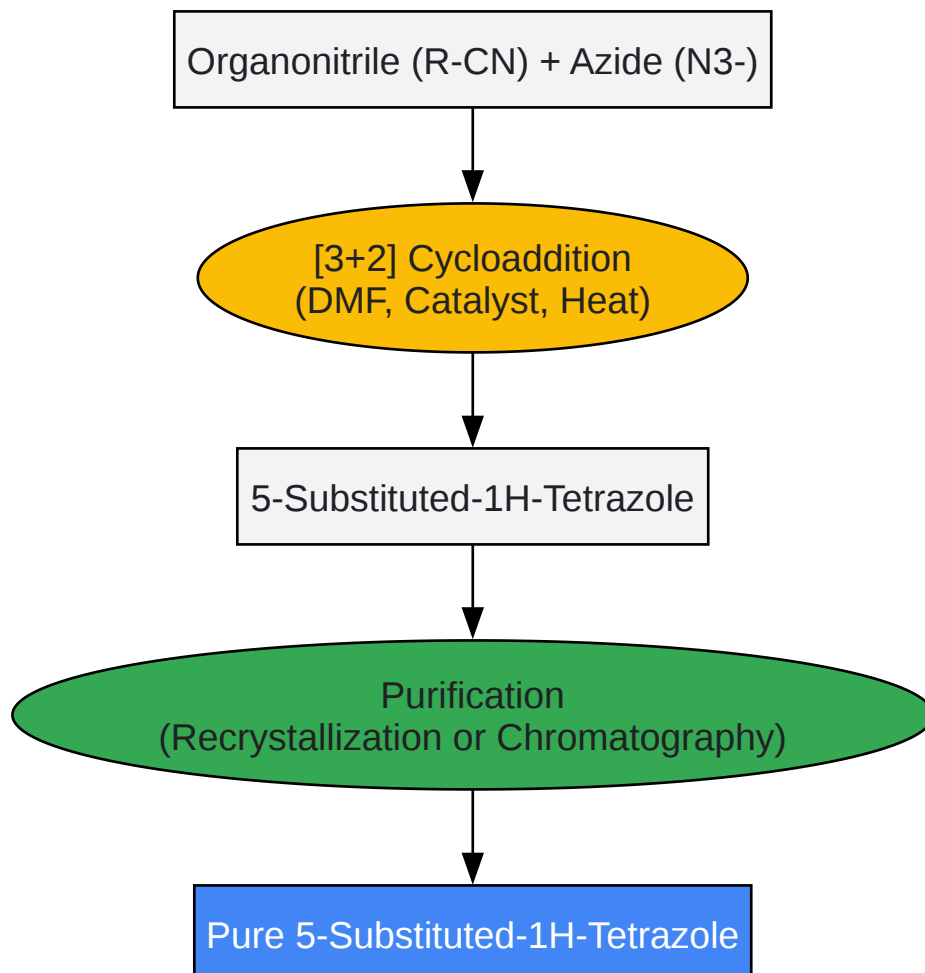 Organonitrile (R-CN) + Azide (N3-)
[3+2] Cycloaddition
(DMF, Catalyst, Heat)
5-Substituted-1H-Tetrazole
Purification
(Recrystallization or Chromatography)
Pure 5-Substituted-1H-Tetrazole